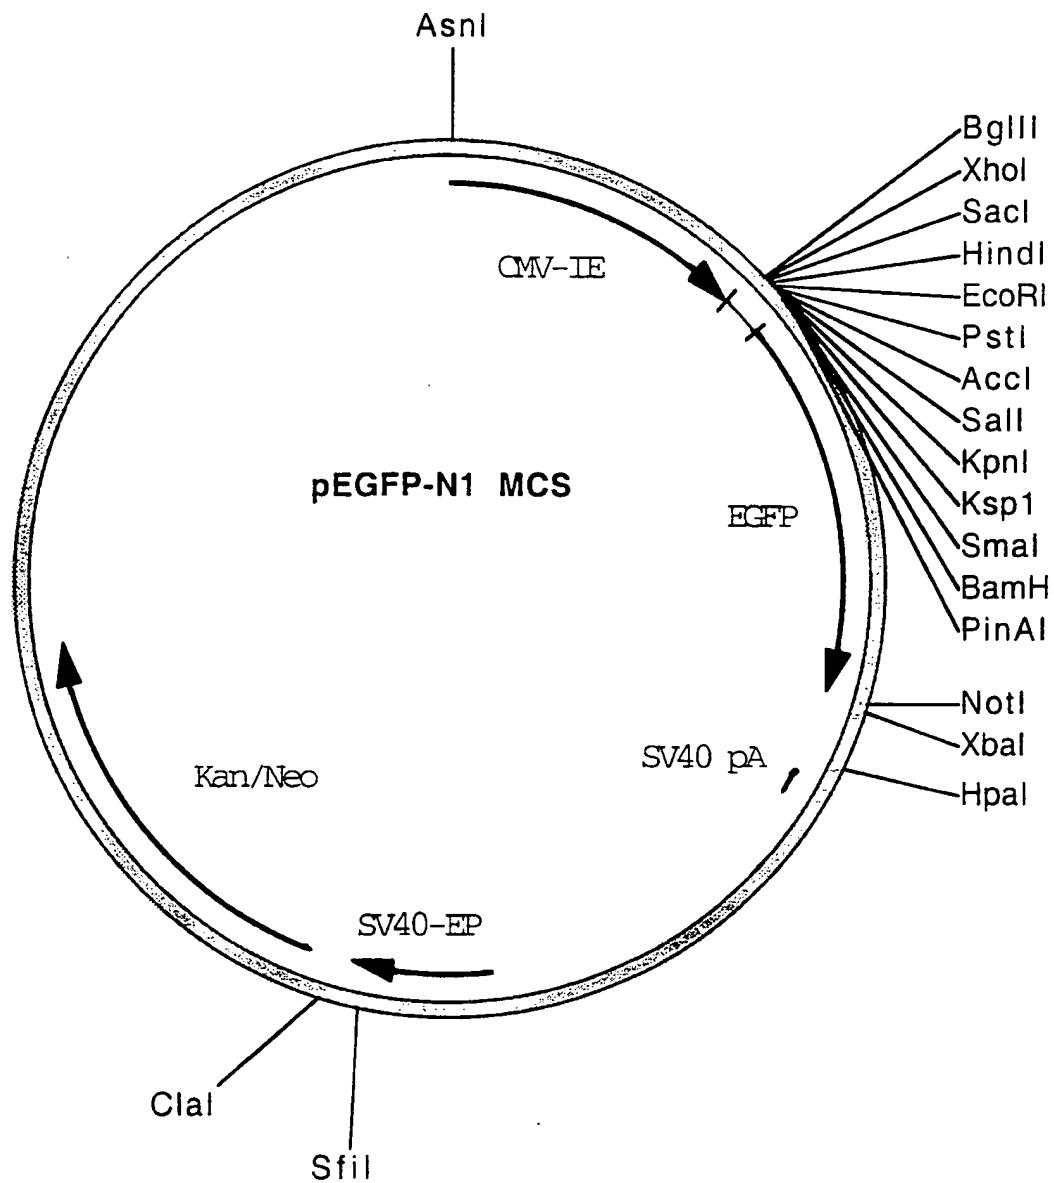 AsnI
BglII
XhoI
SacI
HindI
EcoRI
PstI
AccI
SalI
KpnI
Ksp1
SmaI
BamH
PinAI
NotI
XbaI
HpaI
CMV-IE
pEGFP-N1 MCS
EGFP
SV40 pA
Kan/Neo
SV40-EP
ClaI
SfiI